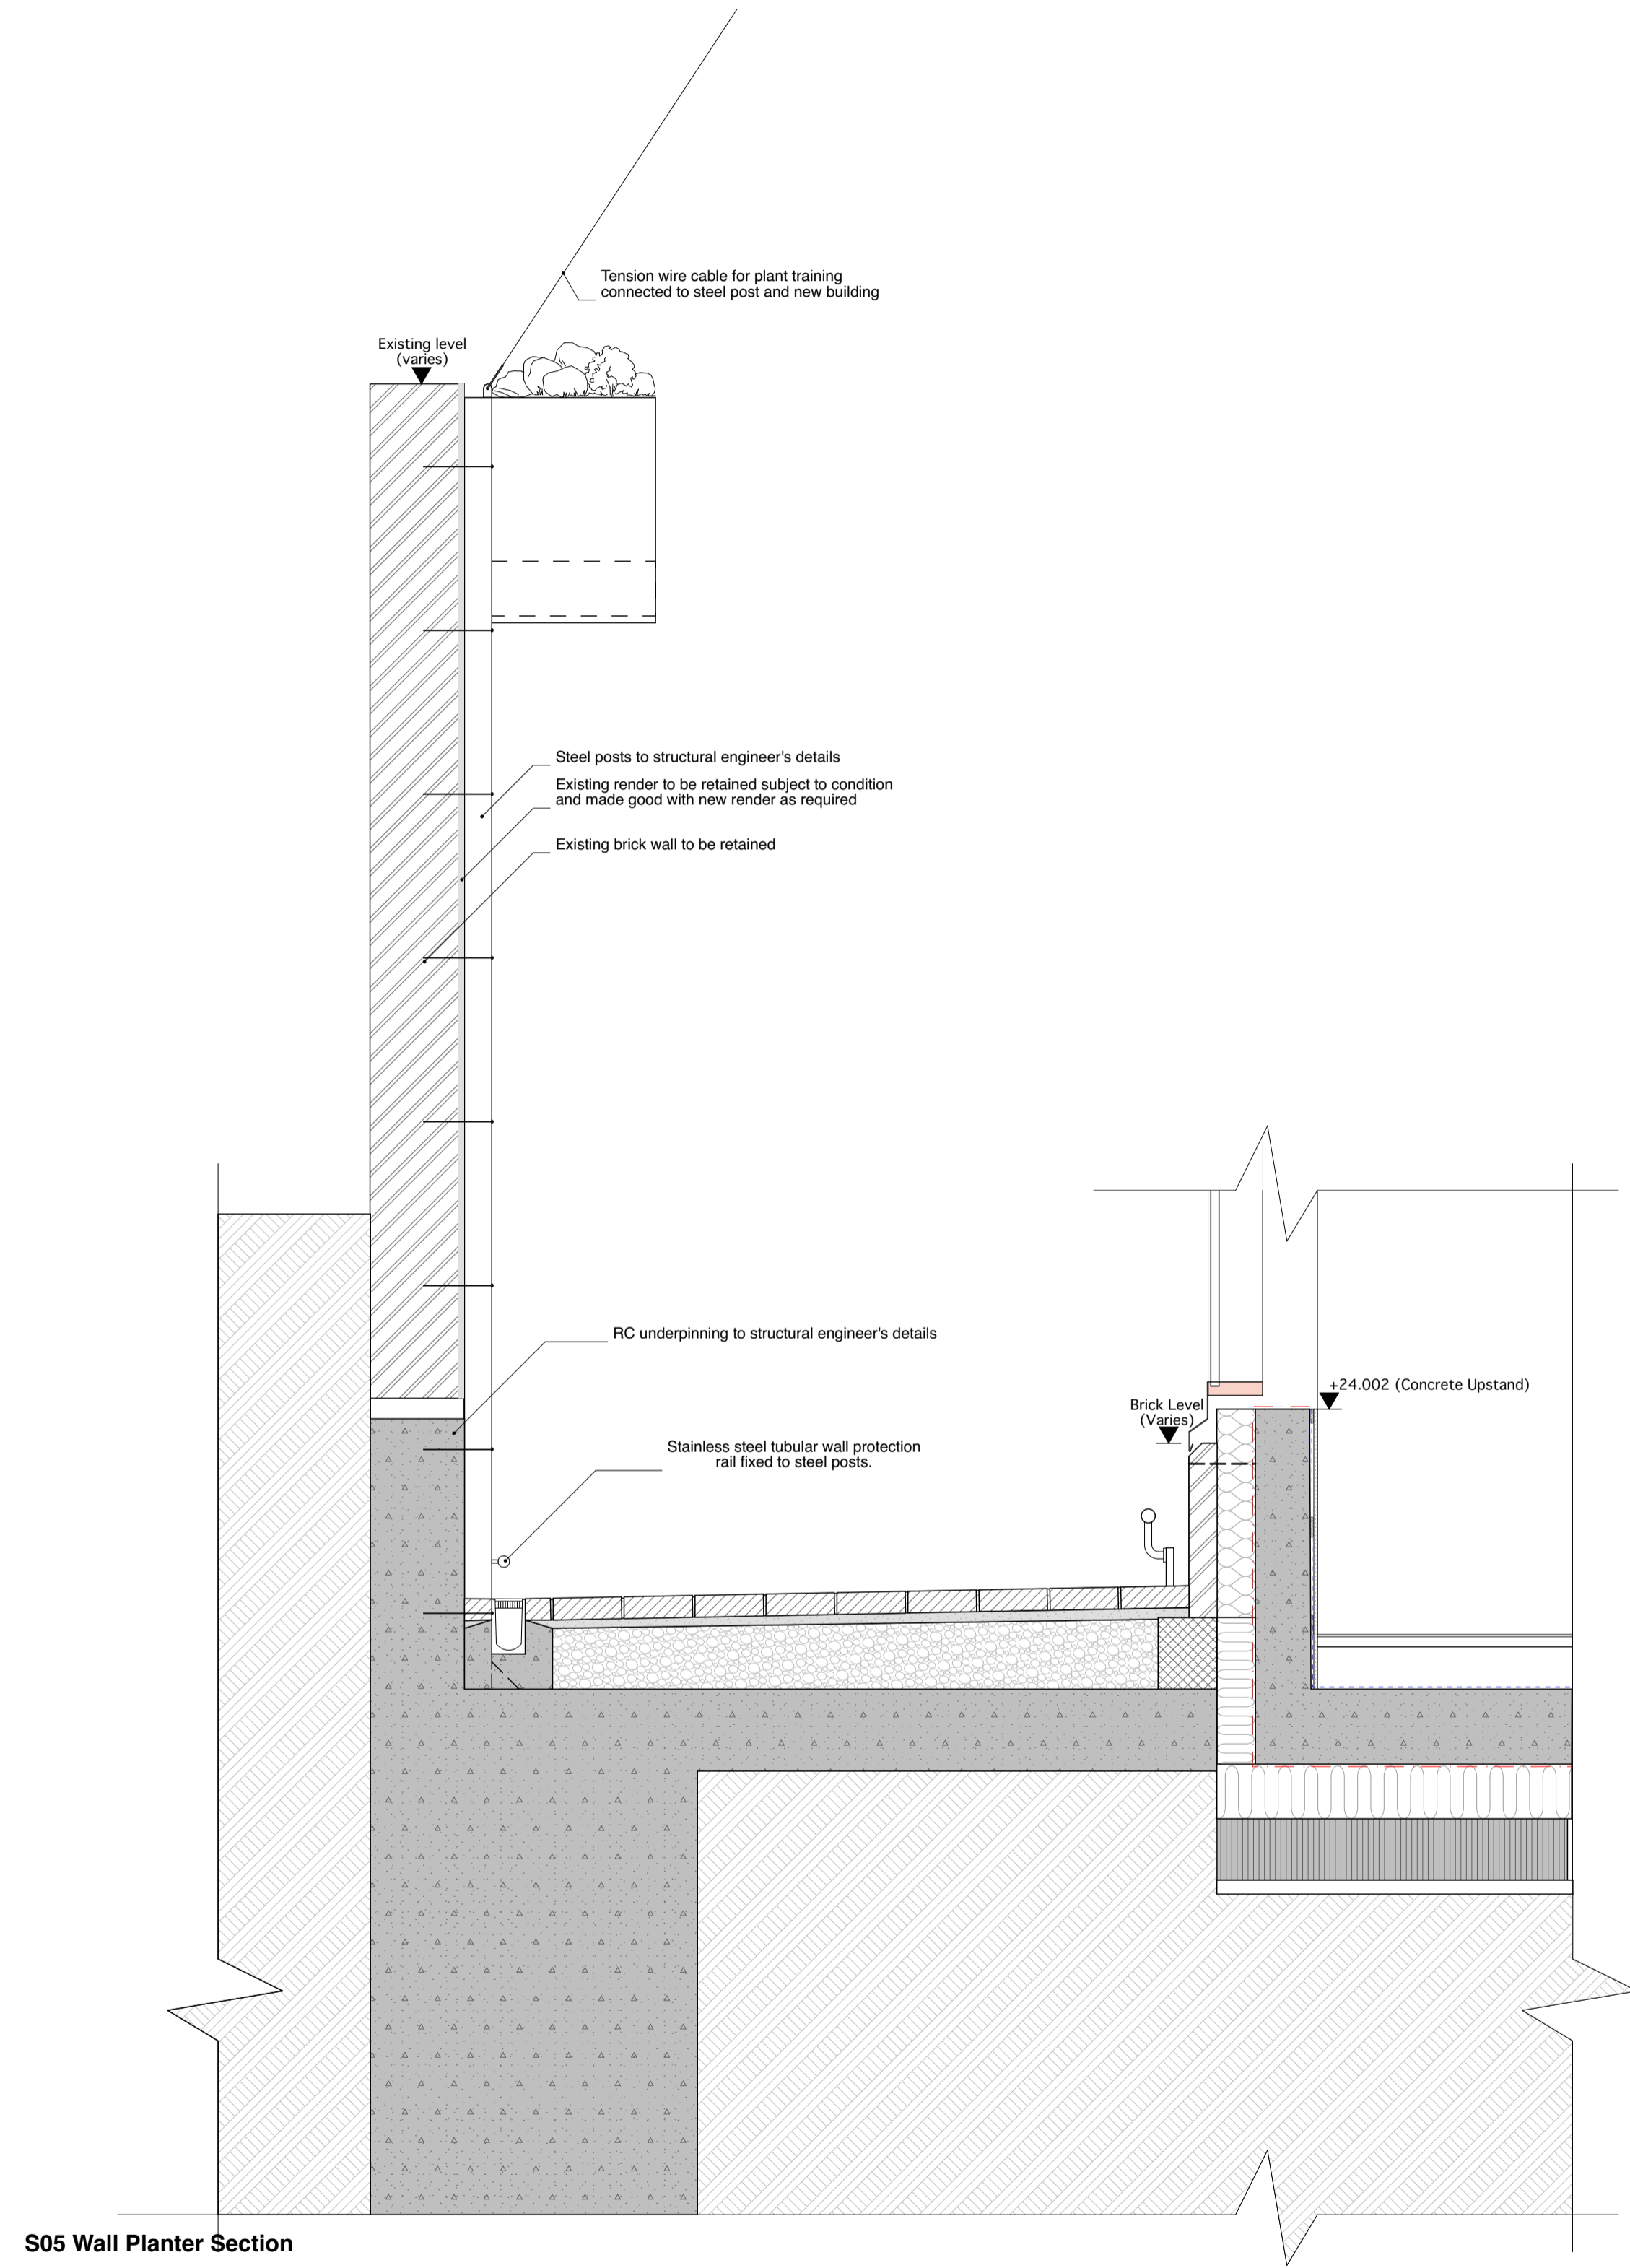 Tension wire cable for plant training
connected to steel post and new building
Existing level
(varies)
Steel posts to structural engineer's details
Existing render to be retained subject to condition
and made good with new render as required
Existing brick wall to be retained
RC underpinning to structural engineer's details
+24.002 (Concrete Upstand)
Brick Level
(Varies)
Stainless steel tubular wall protection
rail fixed to steel posts.
S05 Wall Planter Section